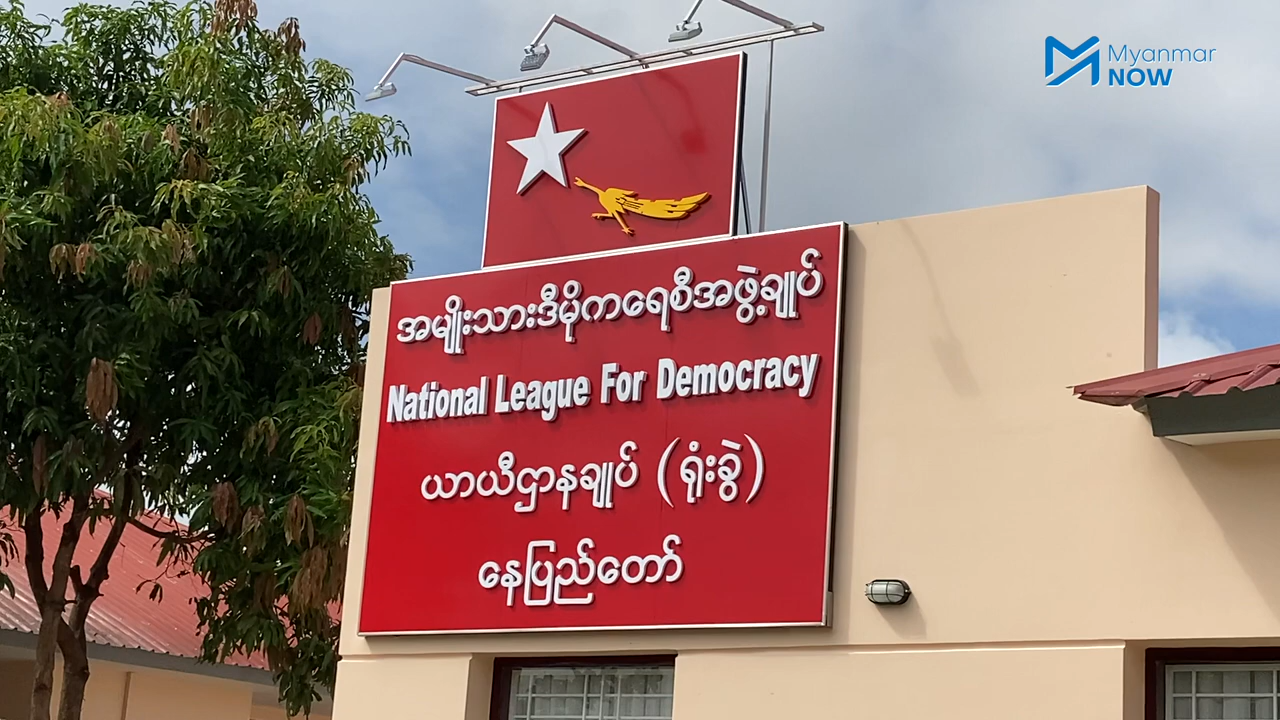 Myanmar
NOW
အမျိုးသားဒီမိုကရေစီအဖွဲ့ချုပ်
National League For Democracy
ယာယီဌာနချုပ် (ရုံးခွဲ)
နေပြည်တော်